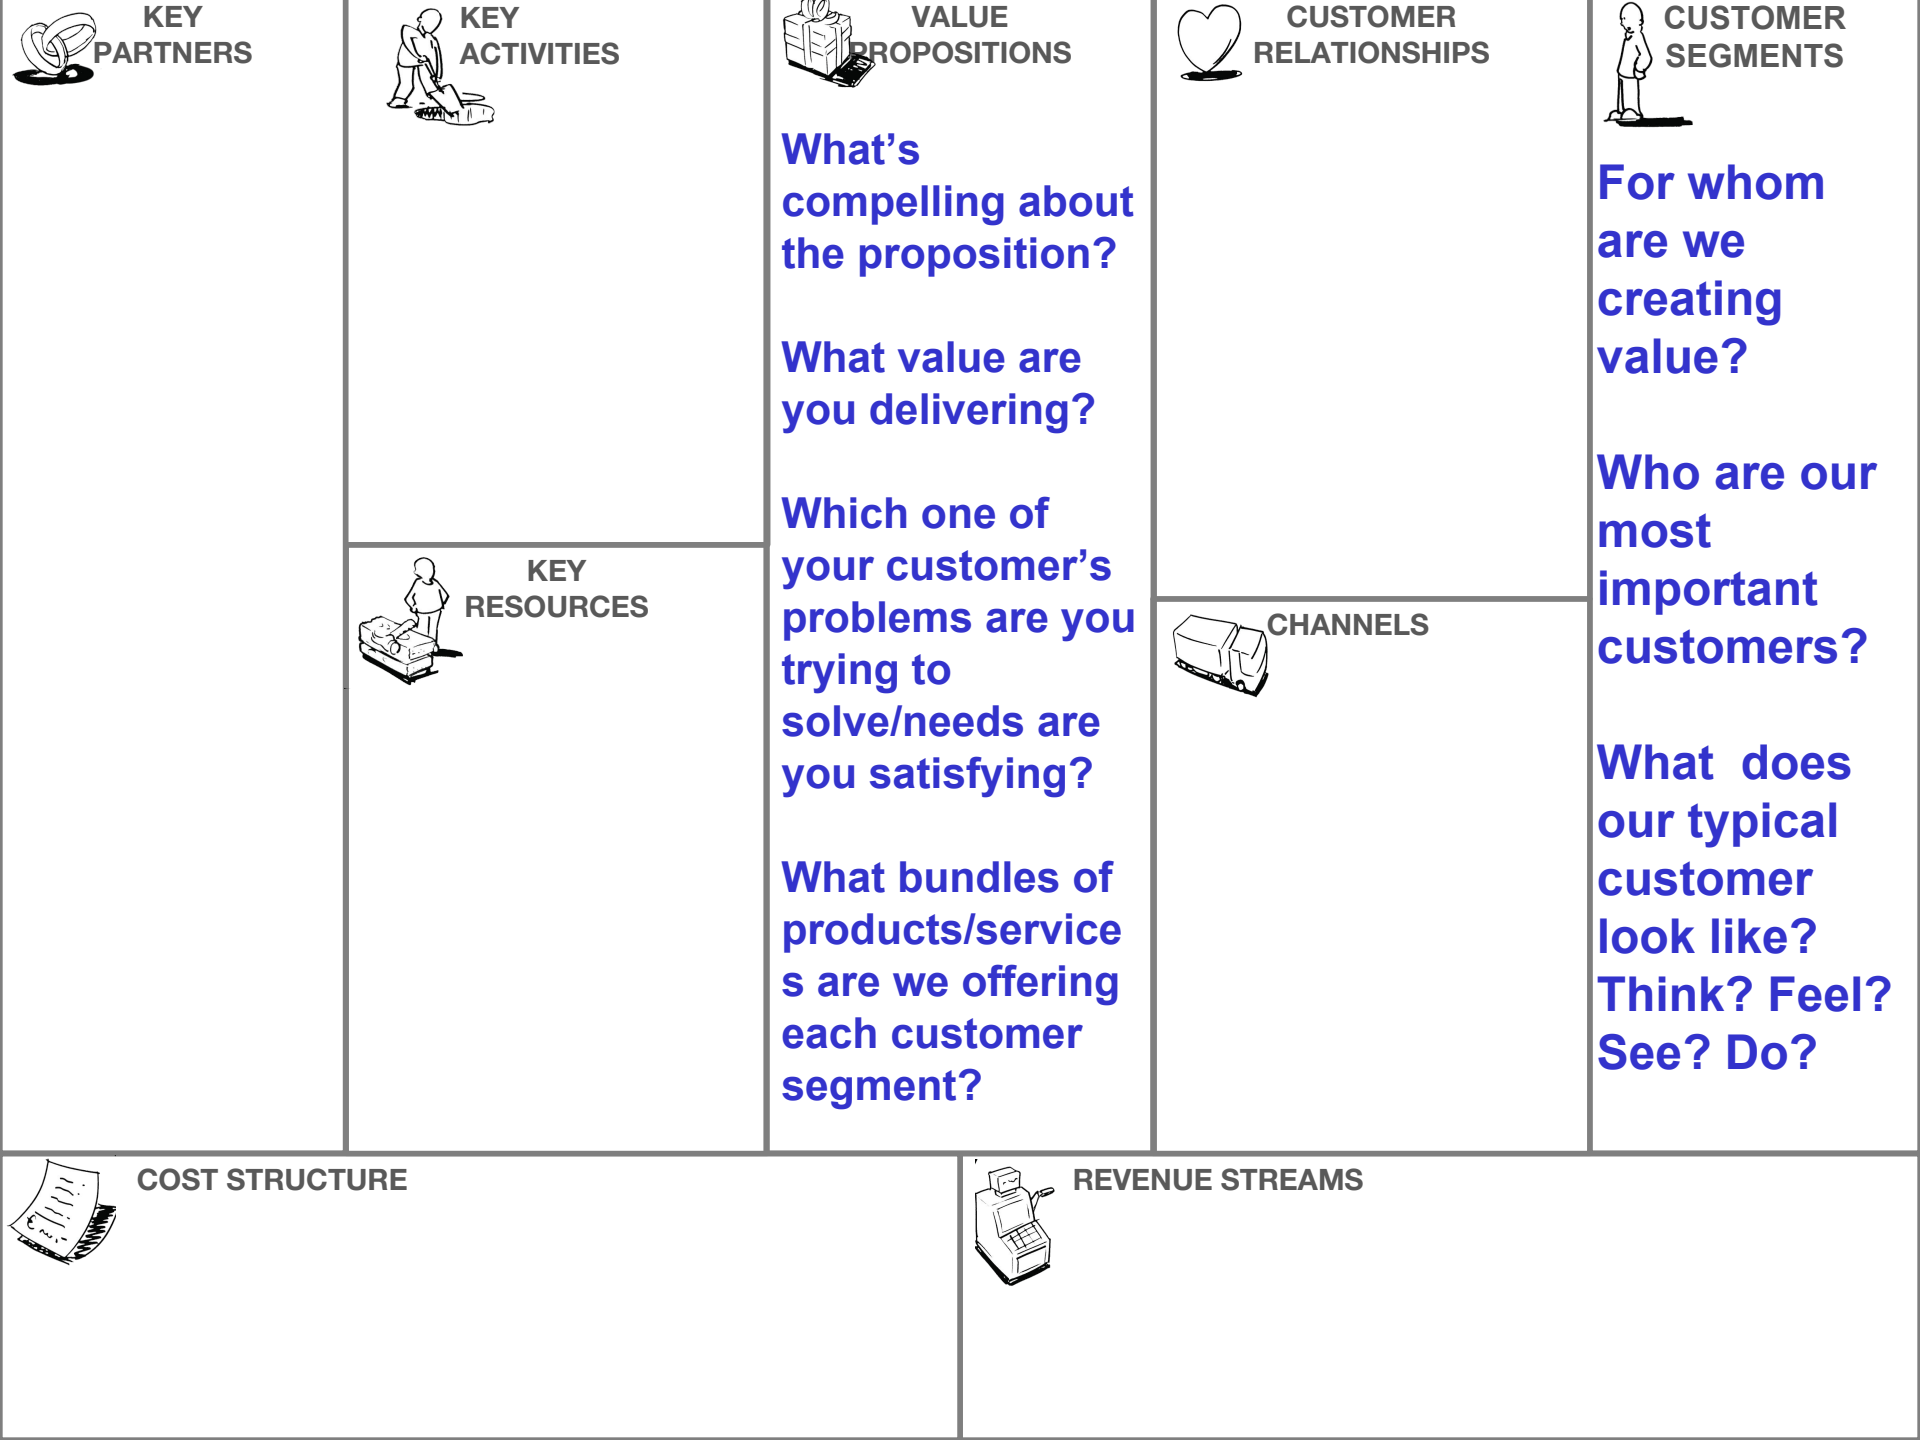 KEY
PARTNERS
KEY
ACTIVITIES
VALUE
PROPOSITIONS
What’s
compelling about
the proposition?
What value are
you delivering?
Which one of
your customer’s
problems are you
trying to
solve/needs are
you satisfying?
What bundles of
products/service
s are we offering
each customer
segment?
CUSTOMER
RELATIONSHIPS
CUSTOMER
SEGMENTS
For whom
are we
creating
value?
Who are our
most
important
customers?
What  does
our typical
customer
look like?
Think? Feel?
See? Do?
KEY
RESOURCES
CHANNELS
COST STRUCTURE
REVENUE STREAMS